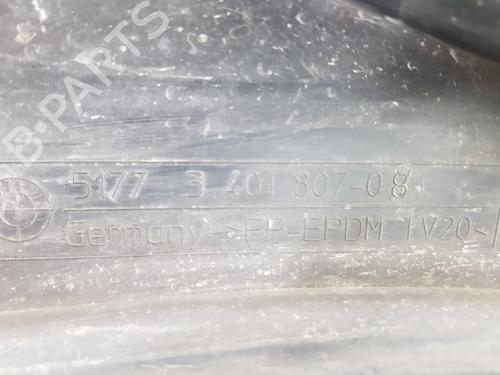 B-PARTS
5177 3 401 807-08
Germany >PP-EPDM TV20<